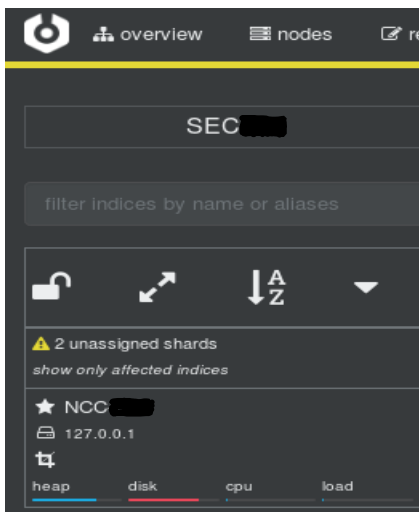 overview nodes re
SEC
filter indices by name or aliases
A
Z
2 unassigned shards
show only affected indices
NCC
127.0.0.1
heap disk cpu load